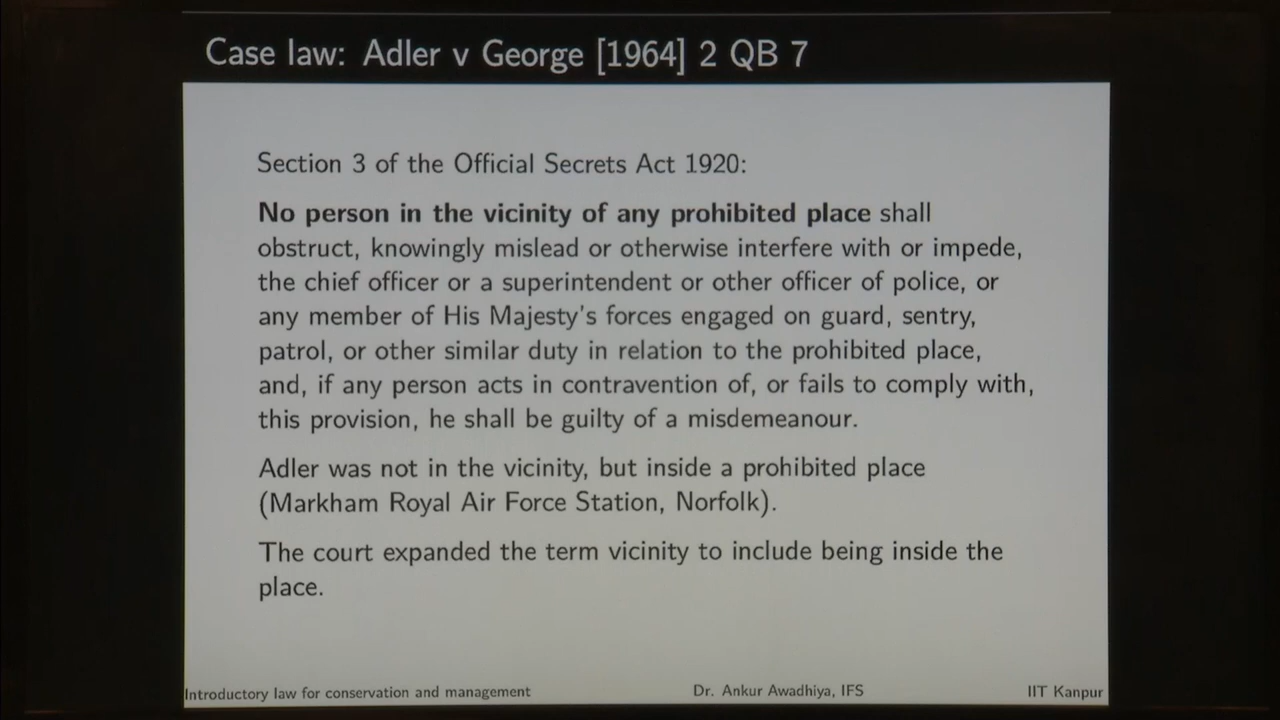 Case law: Adler v George [1964] 2 QB 7
Section 3 of the Official Secrets Act 1920:
No person in the vicinity of any prohibited place shall
obstruct, knowingly mislead or otherwise interfere with or impede,
the chief officer or a superintendent or other officer of police, or
any member of His Majesty's forces engaged on guard, sentry,
patrol, or other similar duty in relation to the prohibited place,
and, if any person acts in contravention of, or fails to comply with,
this provision, he shall be guilty of a misdemeanour.
Adler was not in the vicinity, but inside a prohibited place
(Markham Royal Air Force Station, Norfolk).
The court expanded the term vicinity to include being inside the
place.
Introductory law for conservation and management Dr. Ankur Awadhiya, IFS IIT Kanpur